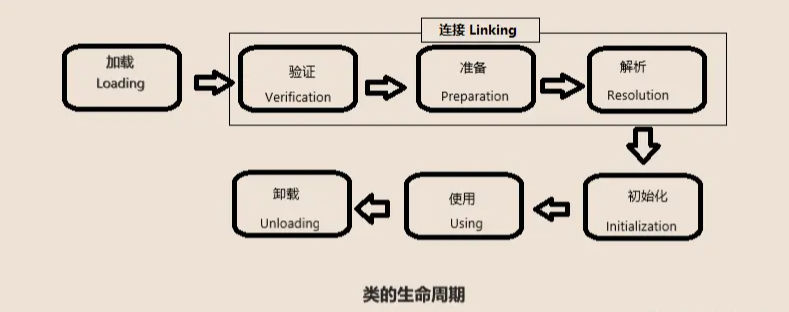 连接 Linking
加载
Loading
验证
Verification
准备
Preparation
解析
Resolution
初始化
Initialization
使用
Using
卸载
Unloading
类的生命周期